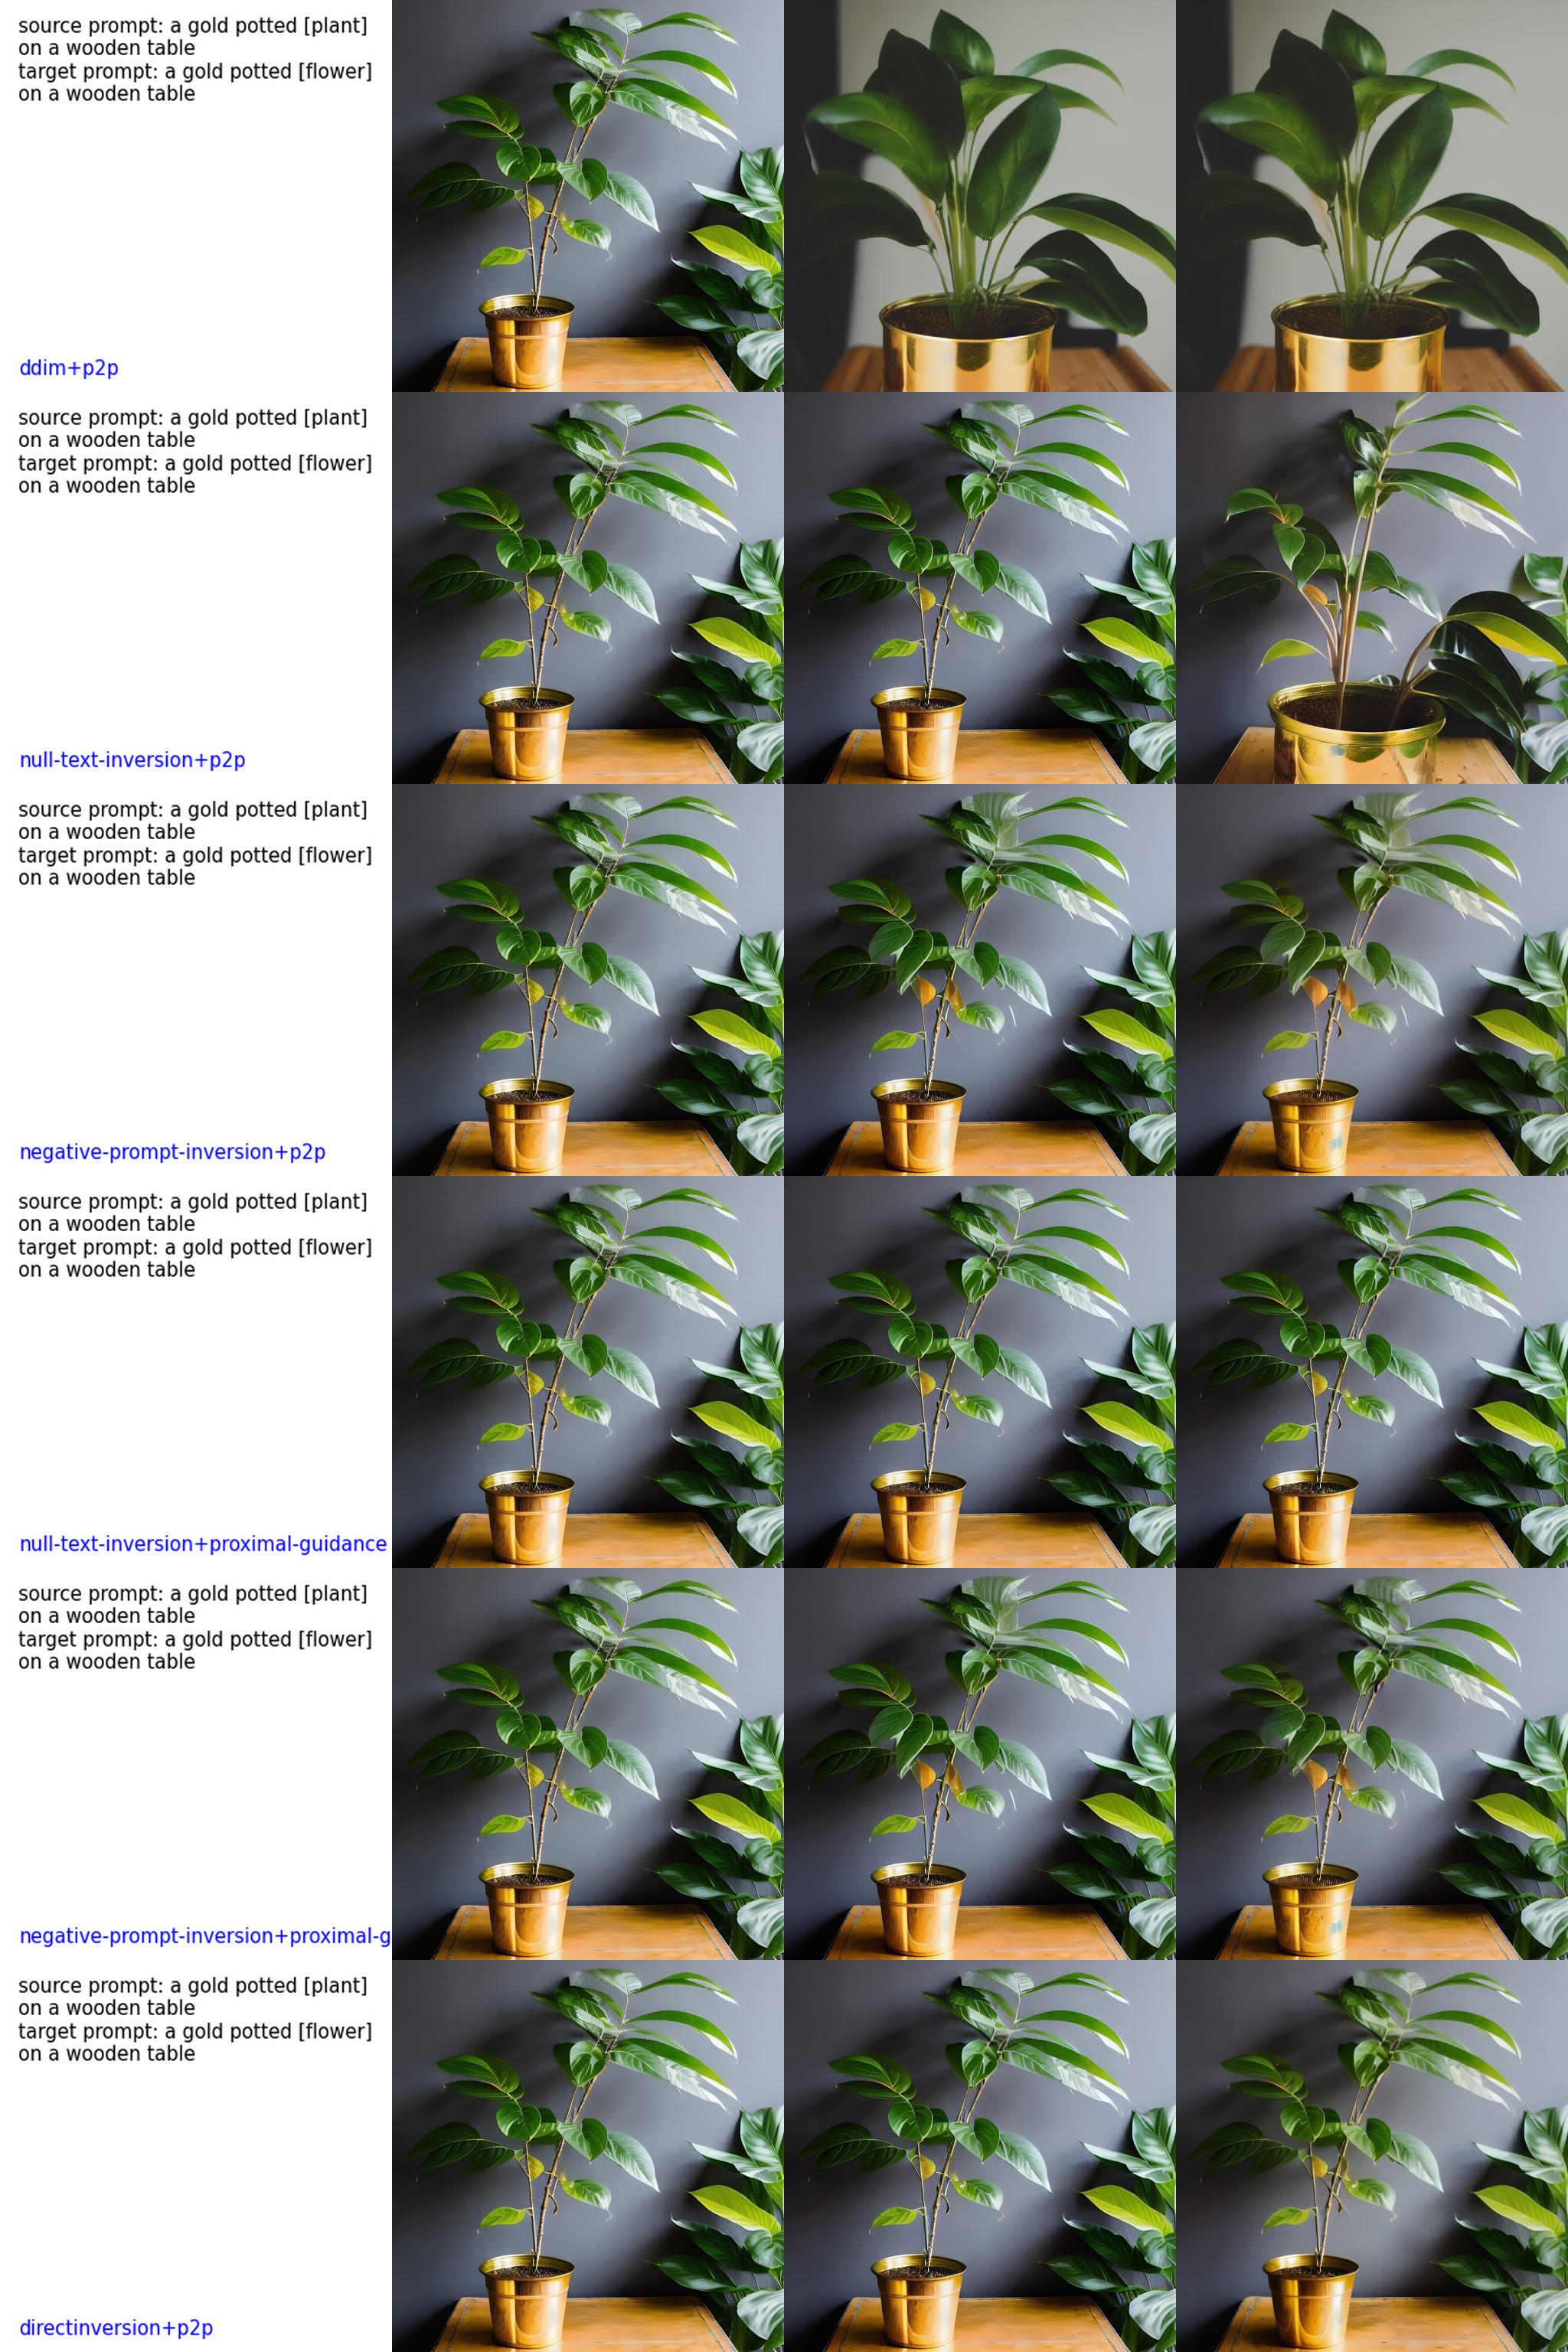 source prompt: a gold potted [plant]
on a wooden table
target prompt: a gold potted [flower]
on a wooden table
ddim+p2p
source prompt: a gold potted [plant]
on a wooden table
target prompt: a gold potted [flower]
on a wooden table
null-text-inversion+p2p
source prompt: a gold potted [plant]
on a wooden table
target prompt: a gold potted [flower]
on a wooden table
negative-prompt-inversion+p2p
source prompt: a gold potted [plant]
on a wooden table
target prompt: a gold potted [flower]
on a wooden table
null-text-inversion+proximal-guidance
source prompt: a gold potted [plant]
on a wooden table
target prompt: a gold potted [flower]
on a wooden table
negative-prompt-inversion+proximal-g
source prompt: a gold potted [plant]
on a wooden table
target prompt: a gold potted [flower]
on a wooden table
directinversion+p2p